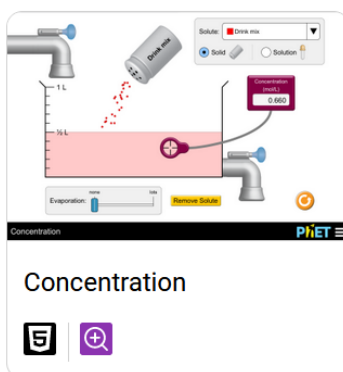 Solute: Drink mix
Drink mix
Solid Solution
Concentration
(mol/L)
0.660
1 L
½ L
none lots
Evaporation:
Remove Solute
Concentration
PhET
Concentration
5